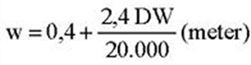 w = 0,4 + 2,4 DW / 20.000 (meter)